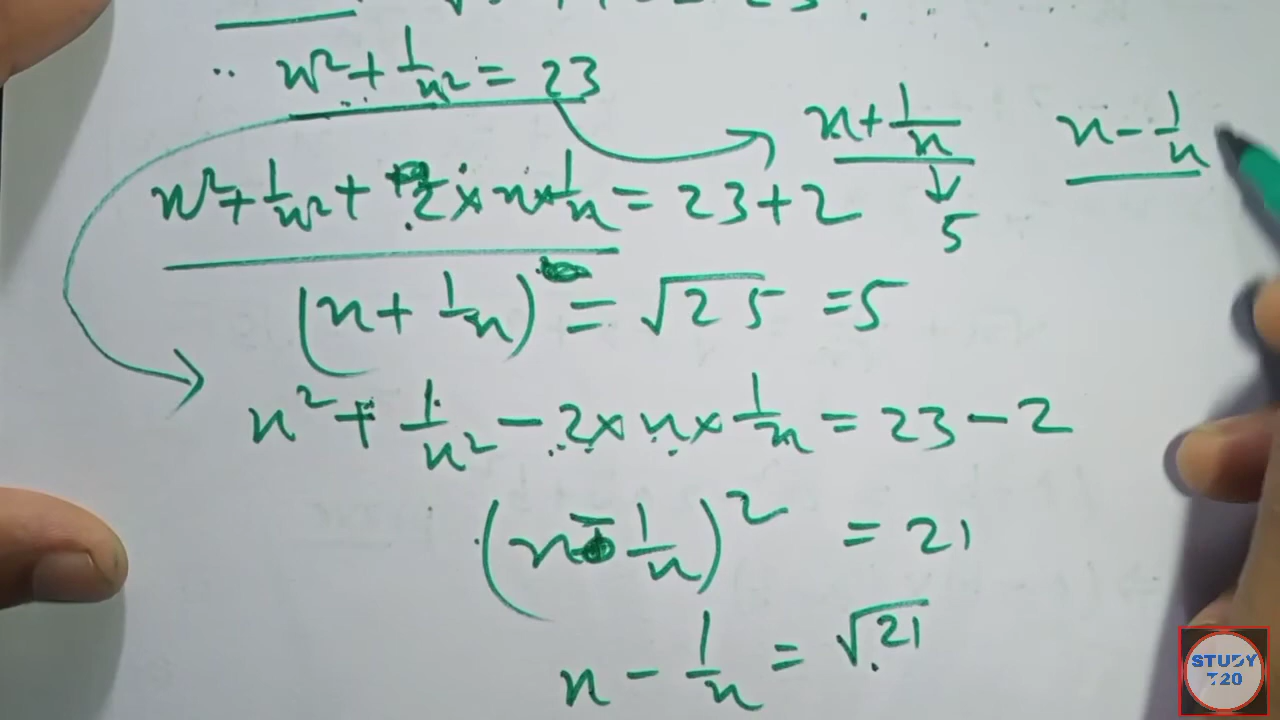 .. x² + 1/x² = 23
x + 1/x
x - 1/x
x² + 1/x² + 2 × x × 1/x = 23 + 2
5
(x + 1/x) = √25 = 5
x² + 1/x² - 2 × x × 1/x = 23 - 2
(x - 1/x)² = 21
x - 1/x = √21
STUDY
T20